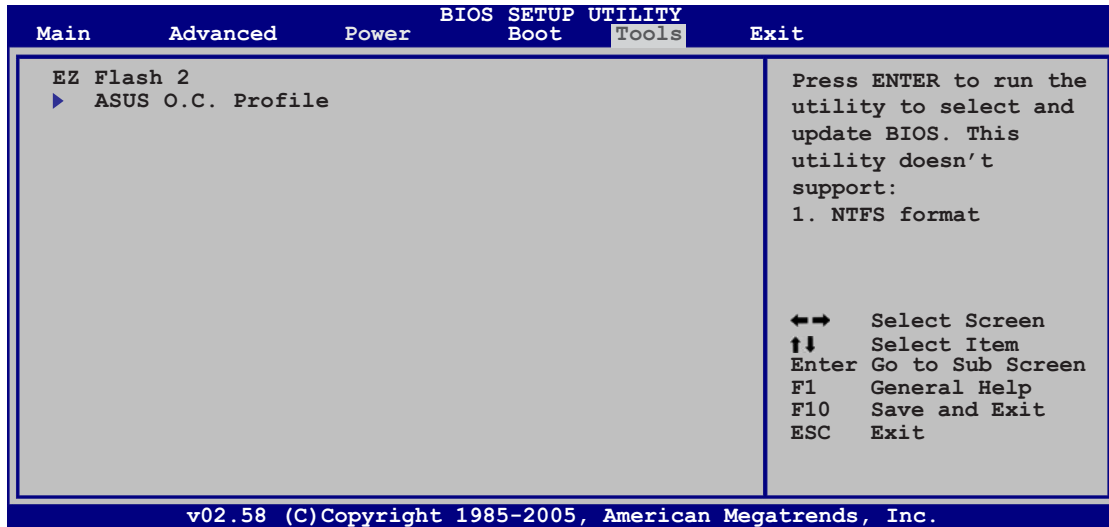 BIOS SETUP UTILITY
Main Advanced Power Boot Tools Exit
EZ Flash 2
ASUS O.C. Profile
Press ENTER to run the
utility to select and
update BIOS. This
utility doesn’t
support:
1. NTFS format
←→ Select Screen
↑↓ Select Item
Enter Go to Sub Screen
F1 General Help
F10 Save and Exit
ESC Exit
v02.58 (C)Copyright 1985-2005, American Megatrends, Inc.